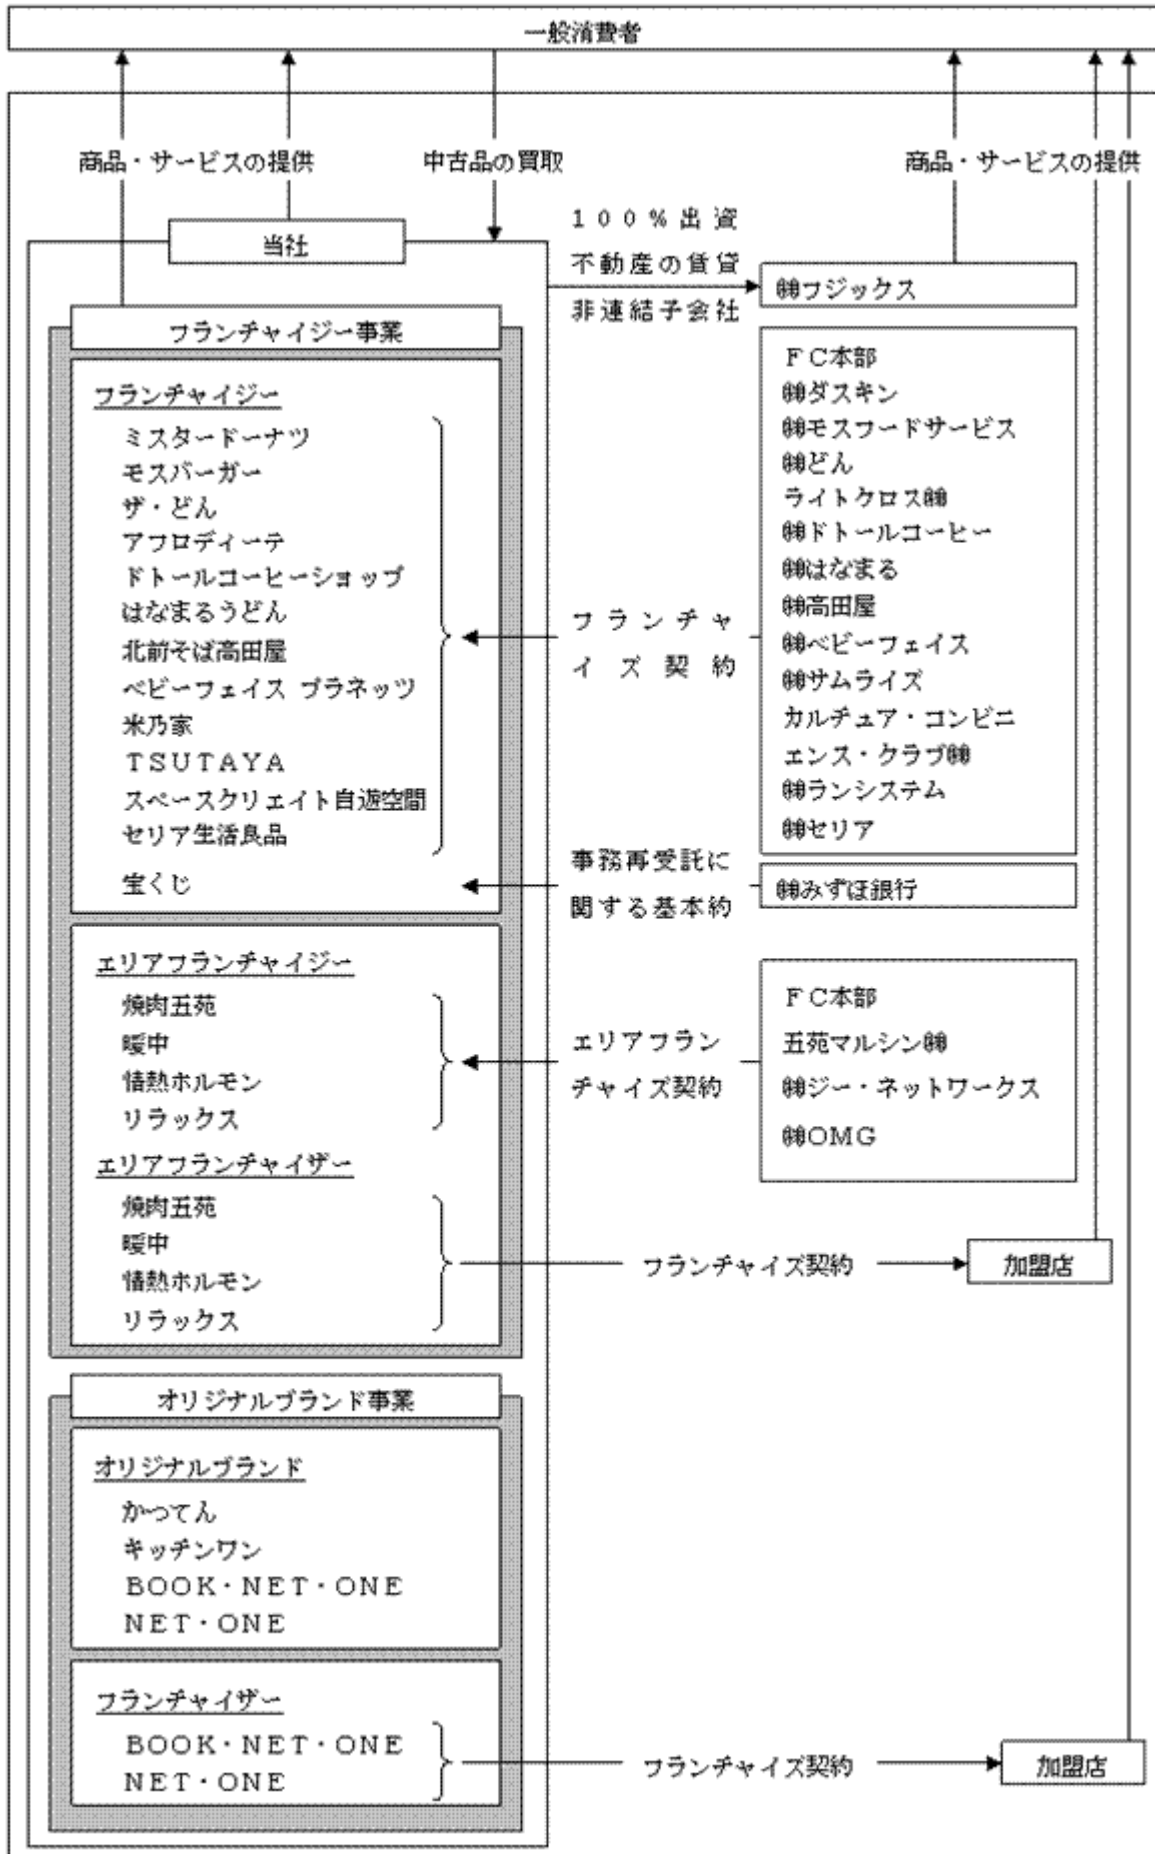 一般消費者
商品・サービスの提供
中古品の買取
商品・サービスの提供
当社
100%出資
不動産の賃貸
非連結子会社
㈱フジックス
フランチャイジー事業
フランチャイジー
ミスタードーナツ
モスバーガー
ザ・どん
アフロディーテ
ドトールコーヒーショップ
はなまるうどん
北前そば高田屋
ベビーフェイス プラネッツ
米乃家
TSUTAYA
スペースクリエイト自遊空間
セリア生活良品
宝くじ
フランチャ
イズ契約
FC本部
㈱ダスキン
㈱モスフードサービス
㈱どん
ライトクロス㈱
㈱ドトールコーヒー
㈱はなまる
㈱高田屋
㈱ベビーフェイス
㈱サムライズ
カルチュア・コンビニ
エンス・クラブ㈱
㈱ランシステム
㈱セリア
事務再受託に
関する基本約
㈱みずほ銀行
エリアフランチャイジー
焼肉五苑
暖中
情熱ホルモン
リラックス
エリアフラン
チャイズ契約
FC本部
五苑マルシン㈱
㈱ジー・ネットワークス
㈱OMG
エリアフランチャイザー
焼肉五苑
暖中
情熱ホルモン
リラックス
フランチャイズ契約
加盟店
オリジナルブランド事業
オリジナルブランド
かつてん
キッチンワン
BOOK・NET・ONE
NET・ONE
フランチャイザー
BOOK・NET・ONE
NET・ONE
フランチャイズ契約
加盟店